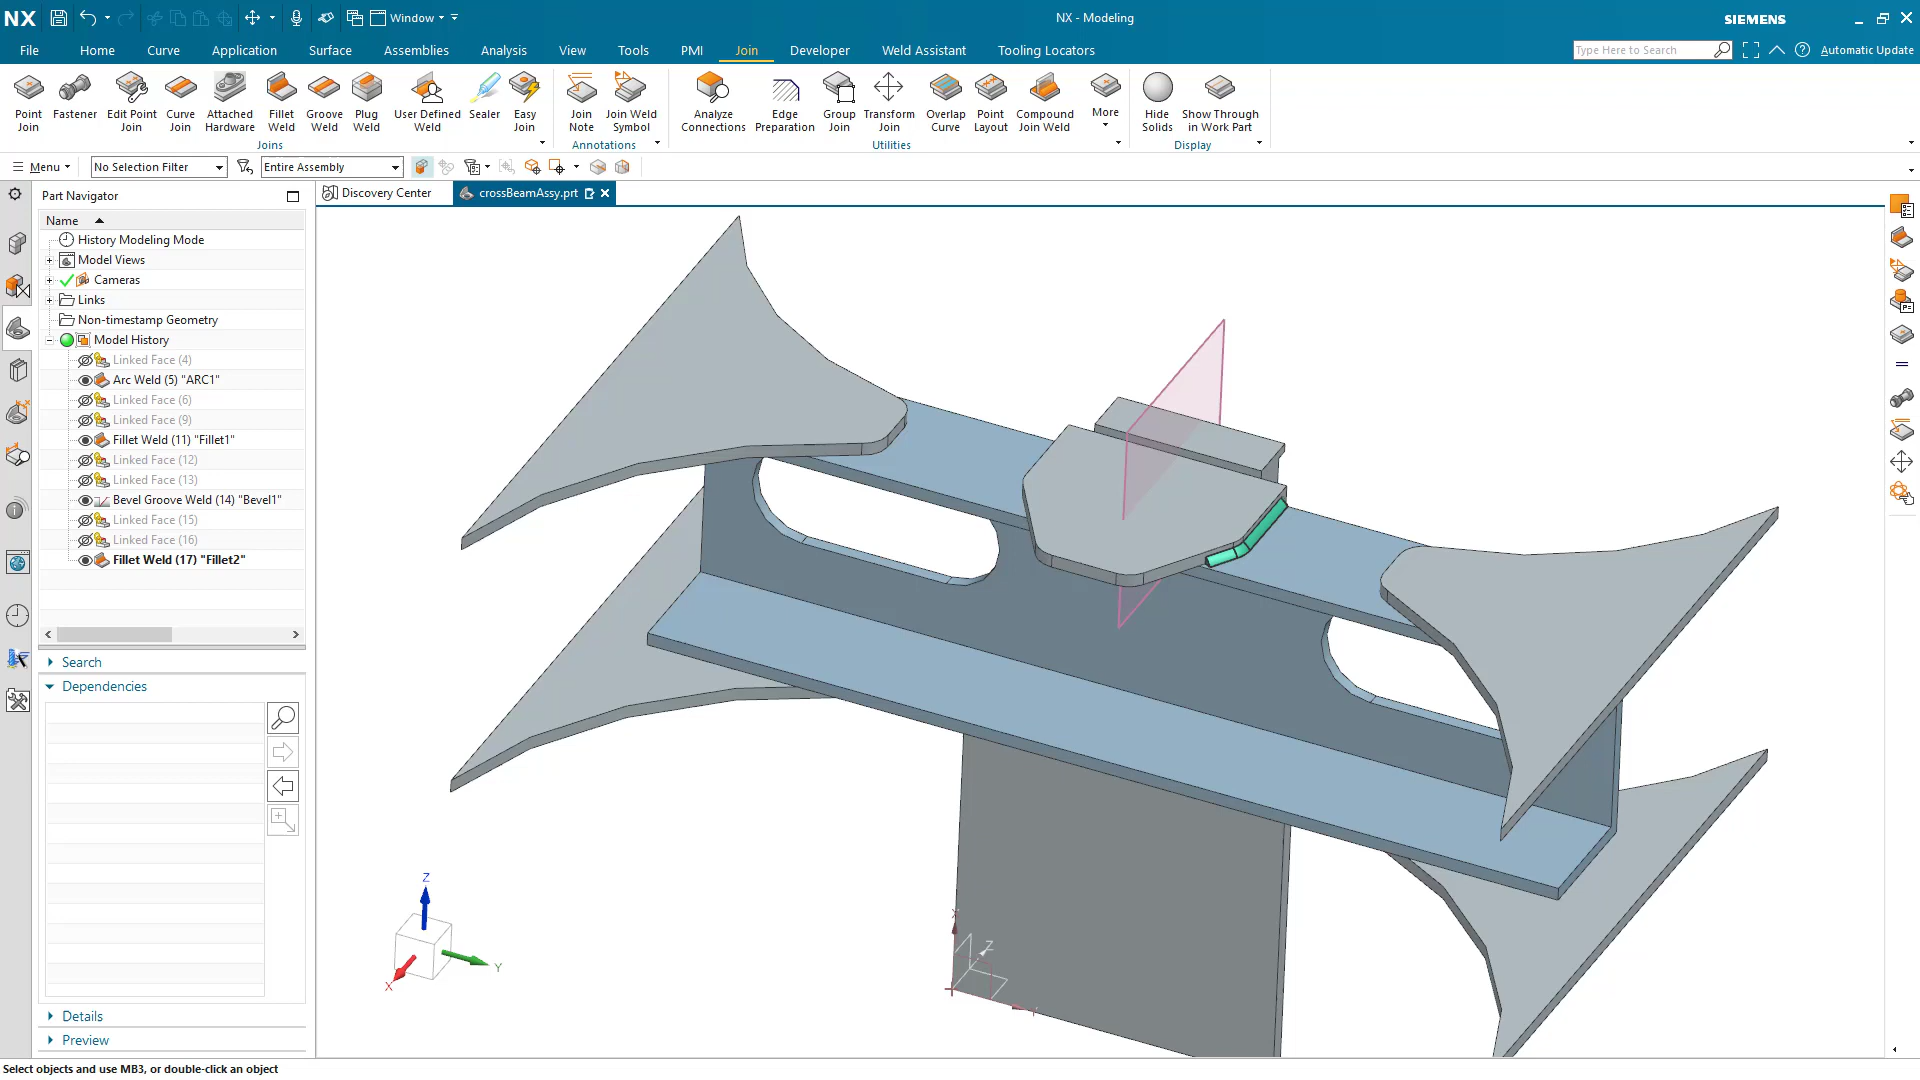 NX
Window
NX - Modeling
SIEMENS
File
Home
Curve
Application
Surface
Assemblies
Analysis
View
Tools
PMI
Join
Developer
Weld Assistant
Tooling Locators
Type Here to Search
Automatic Update
Point Join
Fastener
Edit Point Join
Curve Join
Attached Hardware
Fillet Weld
Groove Weld
Plug Weld
User Defined Weld
Sealer
Easy Join
Join Note
Join Weld Symbol
Analyze Connections
Edge Preparation
Group Join
Transform Join
Overlap Curve
Point Layout
Compound Join Weld
More
Hide Solids
Show Through in Work Part
Joins
Annotations
Utilities
Display
Menu
No Selection Filter
Entire Assembly
Part Navigator
Discovery Center
crossBeamAssy.prt
Name
History Modeling Mode
Model Views
Cameras
Links
Non-timestamp Geometry
Model History
Linked Face (4)
Arc Weld (5) "ARC1"
Linked Face (6)
Linked Face (9)
Fillet Weld (11) "Fillet1"
Linked Face (12)
Linked Face (13)
Bevel Groove Weld (14) "Bevel1"
Linked Face (15)
Linked Face (16)
Fillet Weld (17) "Fillet2"
Search
Dependencies
Details
Preview
Z
Y
X
X
Z
Y
Select objects and use MB3, or double-click an object